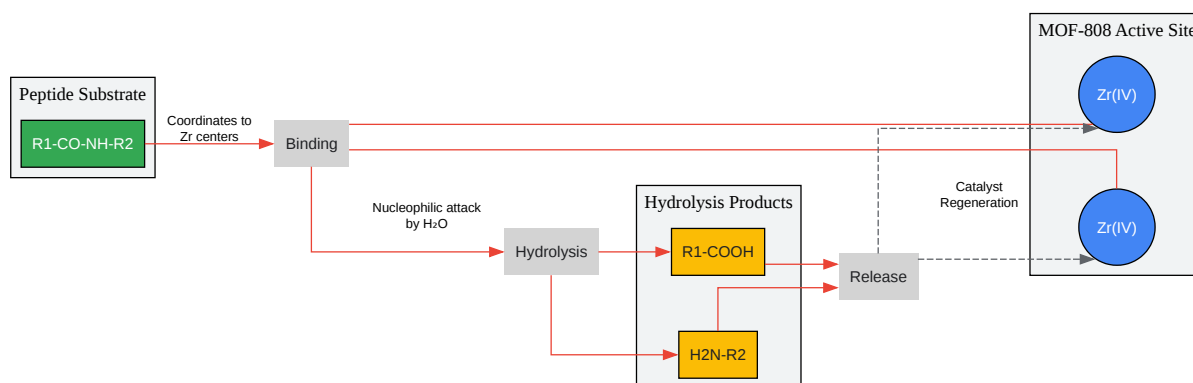 MOF-808 Active Site
Zr(IV)
Peptide Substrate
R1-CO-NH-R2
Coordinates to
Zr centers
Binding
Nucleophilic attack
by H₂O
Hydrolysis
Hydrolysis Products
R1-COOH
H2N-R2
Release
Catalyst
Regeneration
Zr(IV)